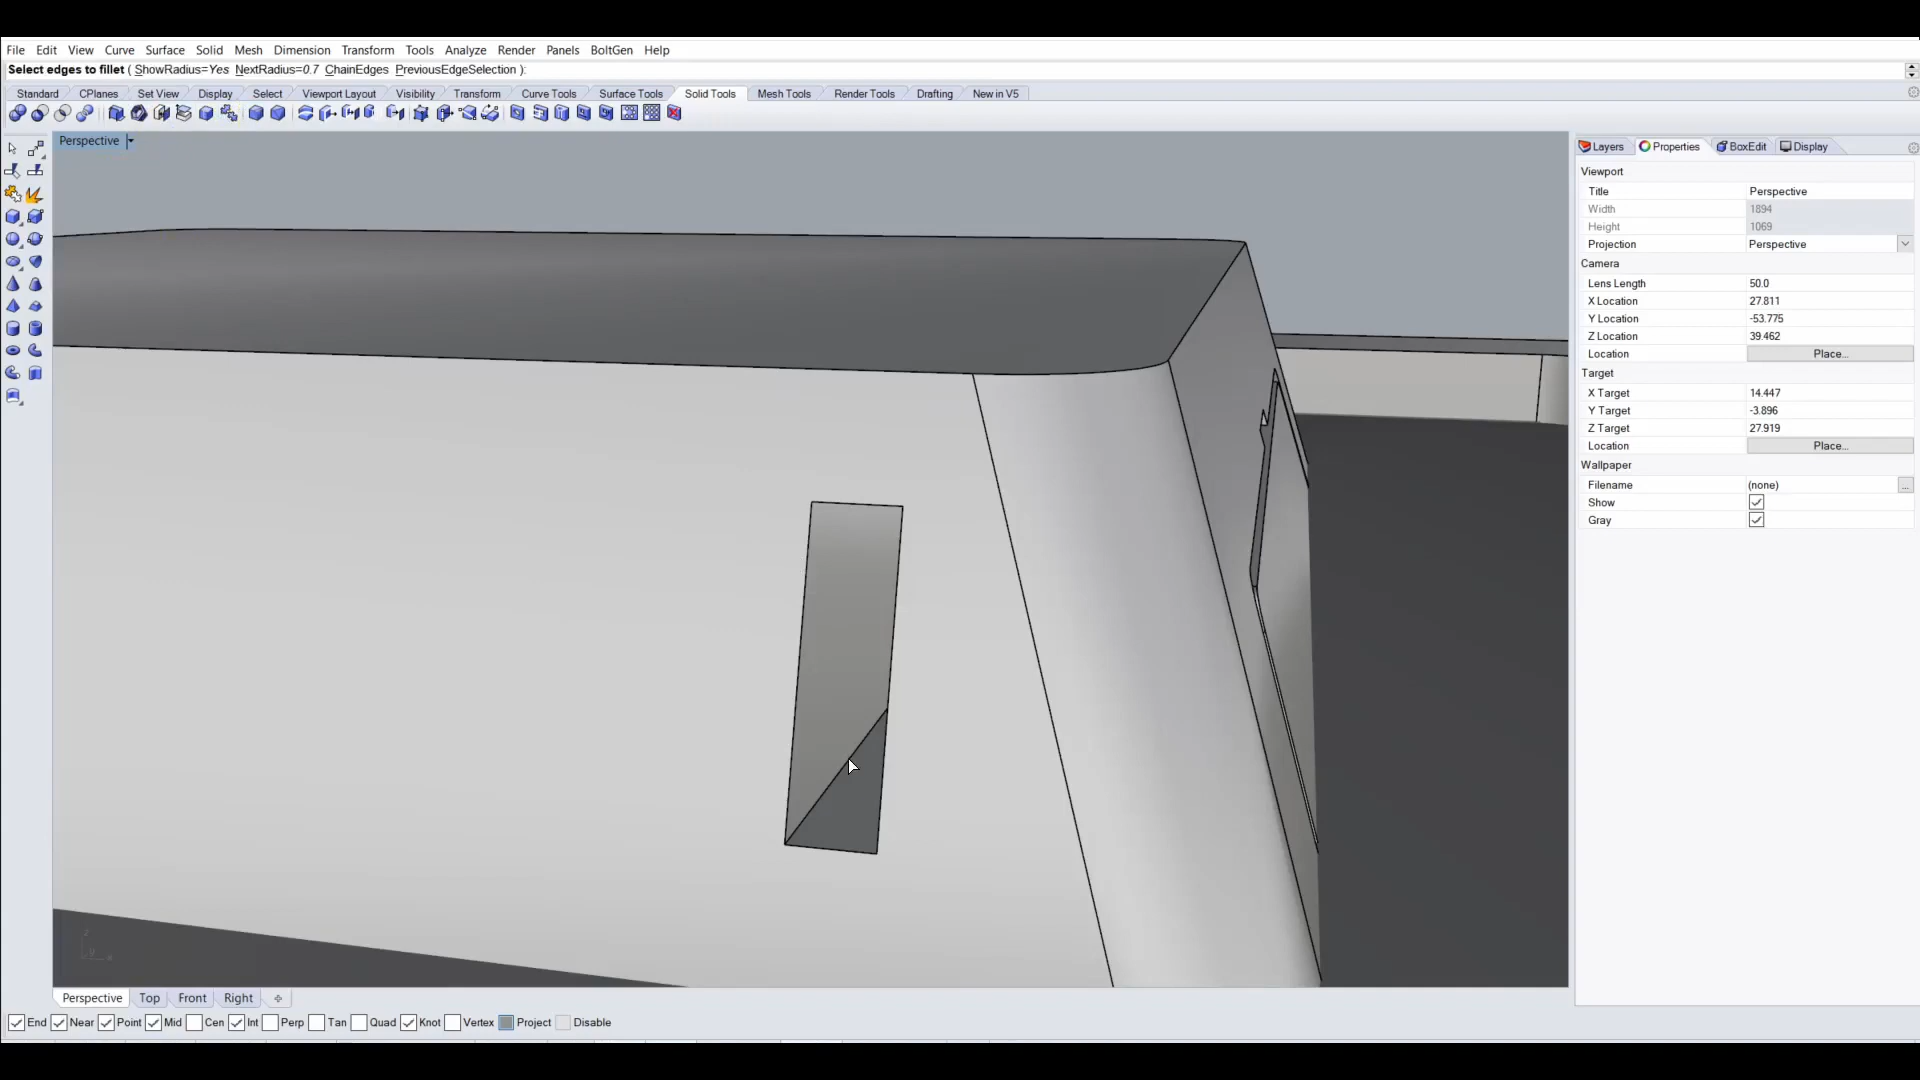 File Edit View Curve Surface Solid Mesh Dimension Transform Tools Analyze Render Panels BoltGen Help
Select edges to fillet ( ShowRadius=Yes NextRadius=0.7 ChainEdges PreviousEdgeSelection ):
Standard CPlanes Set View Display Select Viewport Layout Visibility Transform Curve Tools Surface Tools Solid Tools Mesh Tools Render Tools Drafting New in V5
Perspective
Layers Properties BoxEdit Display
Viewport
Title Perspective
Width 1894
Height 1069
Projection Perspective
Camera
Lens Length 50.0
X Location 27.811
Y Location -53.775
Z Location 39.462
Location Place...
Target
X Target 14.447
Y Target -3.896
Z Target 27.919
Location Place...
Wallpaper
Filename (none) ...
Show
Gray
Perspective Top Front Right
End Near Point Mid Cen Int Perp Tan Quad Knot Vertex Project Disable